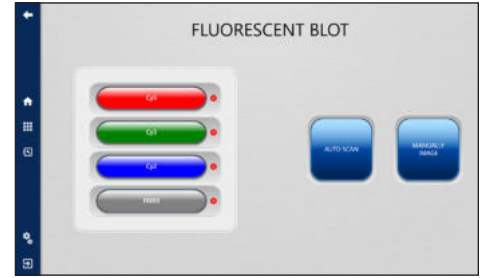 FLUORESCENT BLOT
Cy5
Cy3
Cy2
AUTO SCAN
MANUALLY
IMAGE